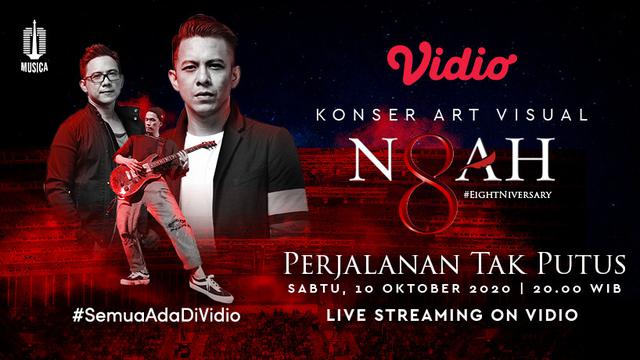 MUSICA
Vidio
KONSER ART VISUAL
N8AH
#EIGHTNIVERSARY
PERJALANAN TAK PUTUS
SABTU, 10 OKTOBER 2020 | 20.00 WIB
#SemuaAdaDiVidio
LIVE STREAMING ON VIDIO